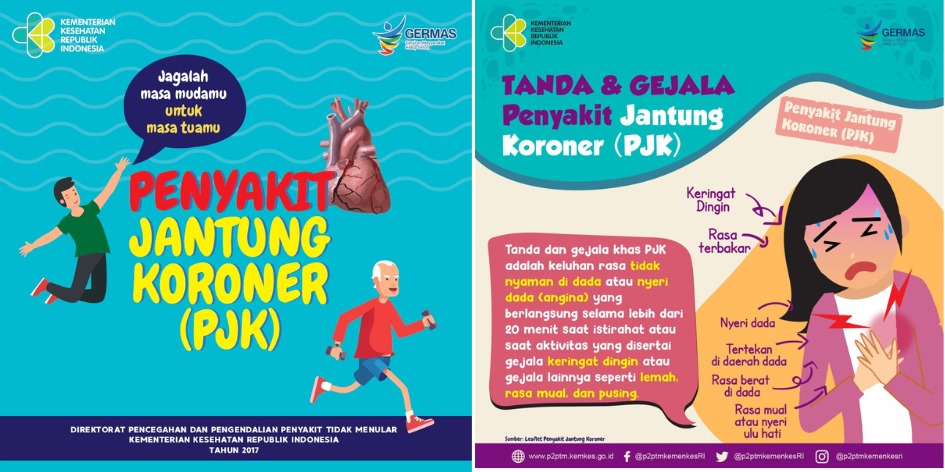 KEMENTERIAN
KESEHATAN
REPUBLIK
INDONESIA
GERMAS
Jagalah
masa mudamu
untuk
masa tuamu
PENYAKIT
JANTUNG
KORONER
(PJK)
DIREKTORAT PENCEGAHAN DAN PENGENDALIAN PENYAKIT TIDAK MENULAR
KEMENTERIAN KESEHATAN REPUBLIK INDONESIA
TAHUN 2017
KEMENTERIAN
KESEHATAN
REPUBLIK
INDONESIA
GERMAS
TANDA & GEJALA
Penyakit Jantung
Koroner (PJK)
Penyakit Jantung
Koroner (PJK)
Keringat
Dingin
Rasa
terbakar
Tanda dan gejala khas PJK
adalah keluhan rasa tidak
nyaman di dada atau nyeri
dada (angina) yang
berlangsung selama lebih dari
20 menit saat istirahat atau
saat aktivitas yang disertai
gejala keringat dingin atau
gejala lainnya seperti lemah,
rasa mual, dan pusing.
Nyeri dada
Tertekan
di daerah dada
Rasa berat
di dada
Rasa mual
atau nyeri
ulu hati
Sumber: Leaflet Penyakit Jantung Koroner
www.p2ptm.kemkes.go.id
@p2ptmkemenkesRI
@p2ptmkemenkesRI
@p2ptmkemenkesri